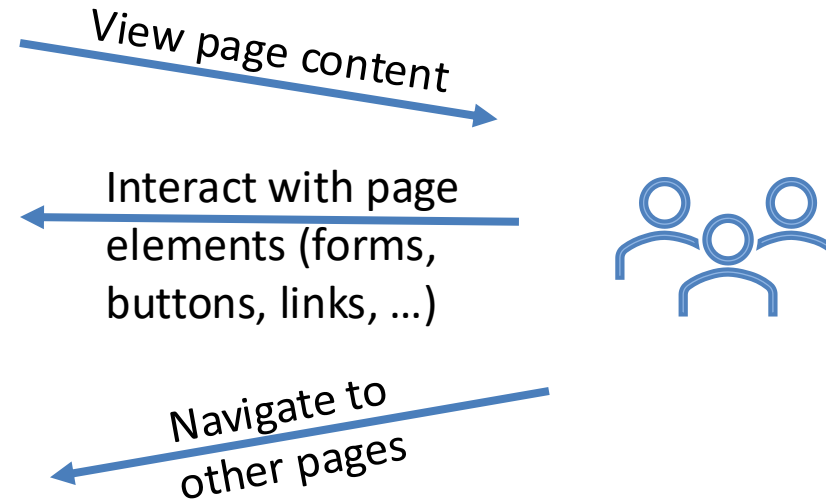 View page content
Interact with page
elements (forms,
buttons, links, ...)
Navigate to
other pages